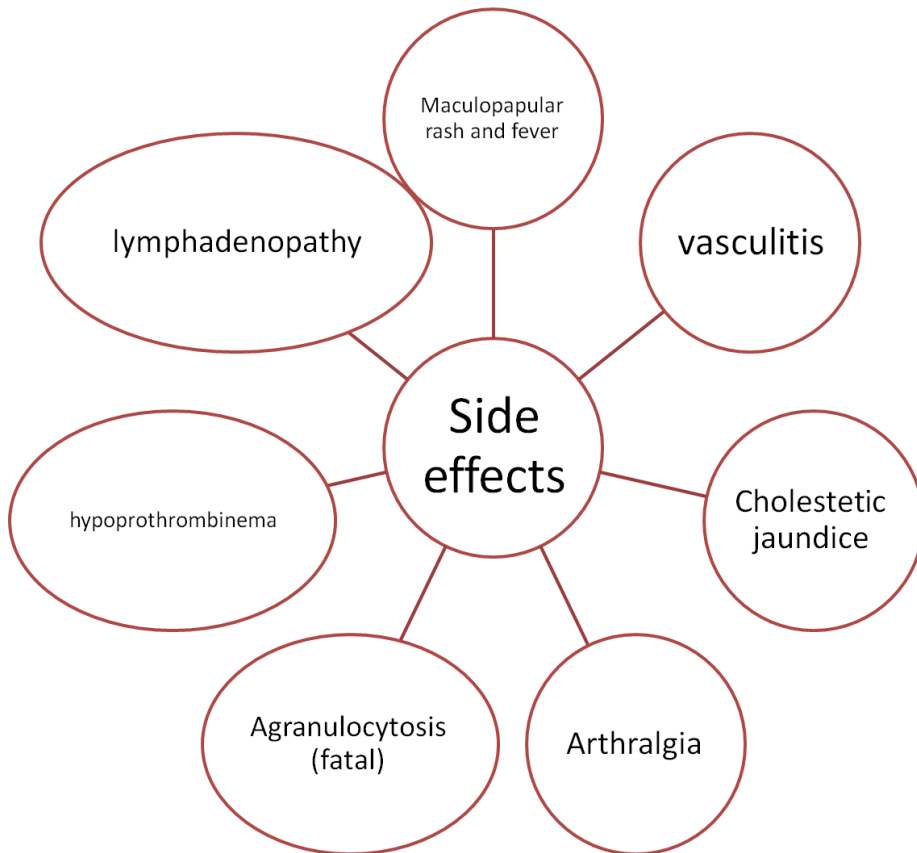 Maculopapular
rash and fever
lymphadenopathy
vasculitis
Side
effects
hypoprothrombinema
Cholestetic
jaundice
Agranulocytosis
(fatal)
Arthralgia